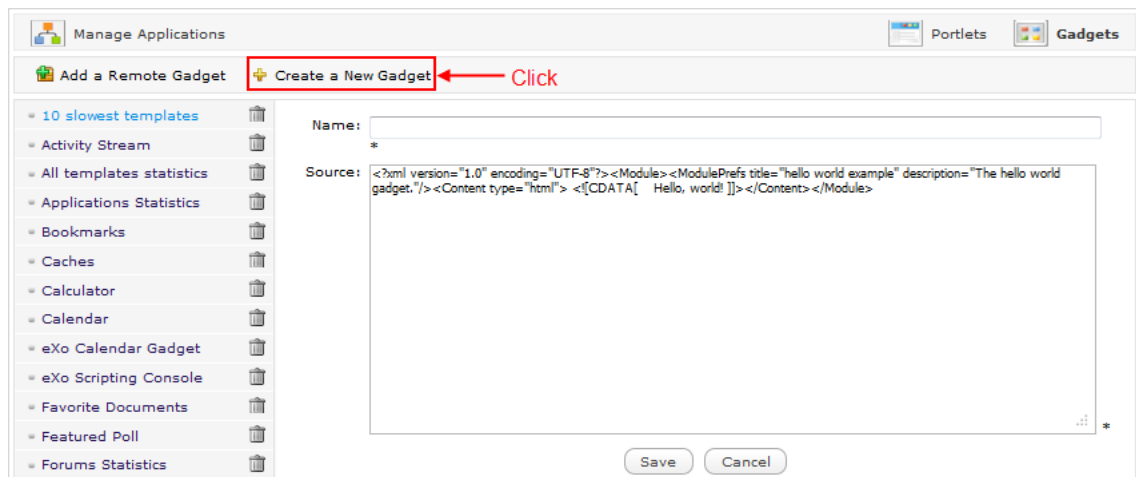 Manage Applications Portlets Gadgets
Add a Remote Gadget Create a New Gadget Click
10 slowest templates
Activity Stream
All templates statistics
Applications Statistics
Bookmarks
Caches
Calculator
Calendar
eXo Calendar Gadget
eXo Scripting Console
Favorite Documents
Featured Poll
Forums Statistics
Name:
*
Source: <?xml version="1.0" encoding="UTF-8"?><Module><ModulePrefs title="hello world example" description="The hello world
gadget."/><Content type="html"> <![CDATA[ Hello, world! ]]></Content></Module>
*
Save Cancel